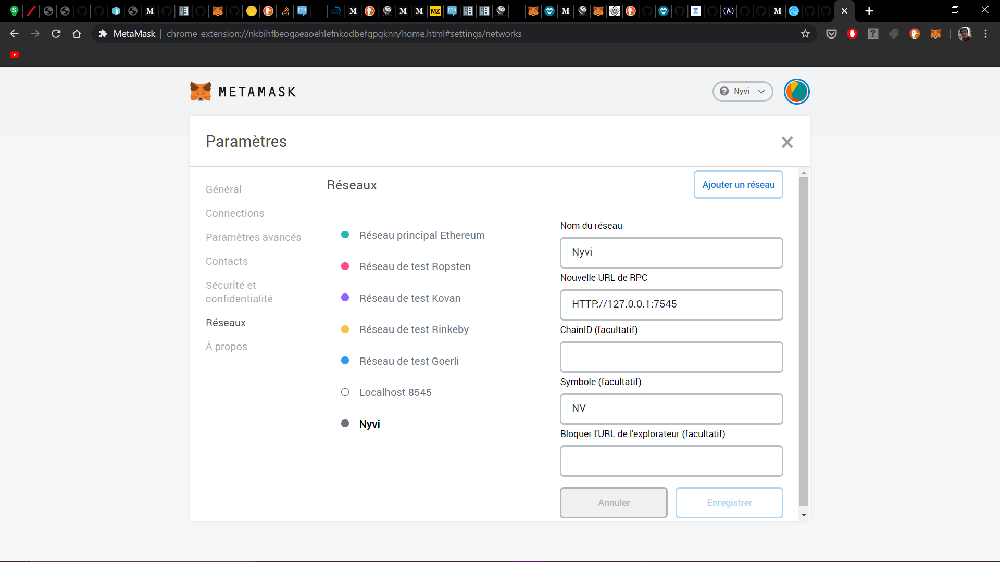 MetaMask
chrome-extension://nkbihfbeogaeaoehlefnkodbefgpgknn/home.html#settings/networks
METAMASK
Nyvi
Paramètres
Général
Connections
Paramètres avancés
Contacts
Sécurité et
confidentialité
Réseaux
À propos
Réseaux
Ajouter un réseau
Réseau principal Ethereum
Réseau de test Ropsten
Réseau de test Kovan
Réseau de test Rinkeby
Réseau de test Goerli
Localhost 8545
Nyvi
Nom du réseau
Nyvi
Nouvelle URL de RPC
HTTP://127.0.0.1:7545
ChainID (facultatif)
Symbole (facultatif)
NV
Bloquer l'URL de l'explorateur (facultatif)
Annuler
Enregistrer